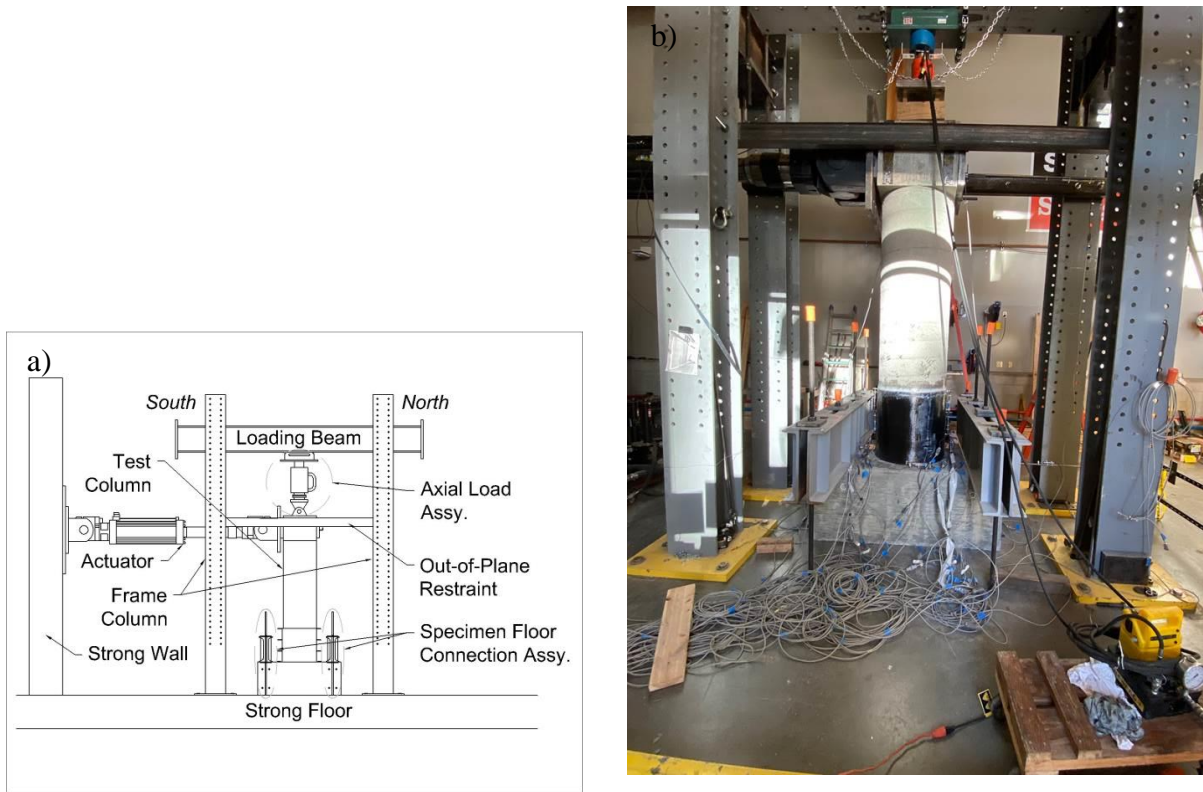 a)
South
North
Loading Beam
Test
Column
Axial Load
Assy.
Actuator
Out-of-Plane
Restraint
Frame
Column
Specimen Floor
Connection Assy.
Strong Wall
Strong Floor
b)